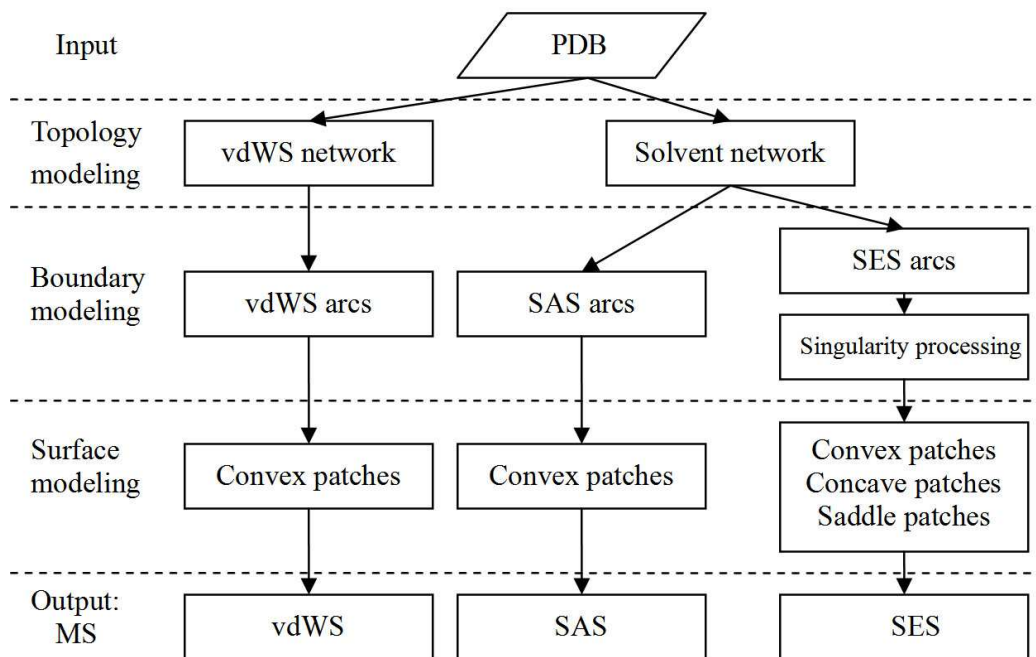 Input
PDB
Topology
modeling
vdWS network
Solvent network
Boundary
modeling
vdWS arcs
SAS arcs
SES arcs
Singularity processing
Surface
modeling
Convex patches
Convex patches
Convex patches
Concave patches
Saddle patches
Output:
MS
vdWS
SAS
SES